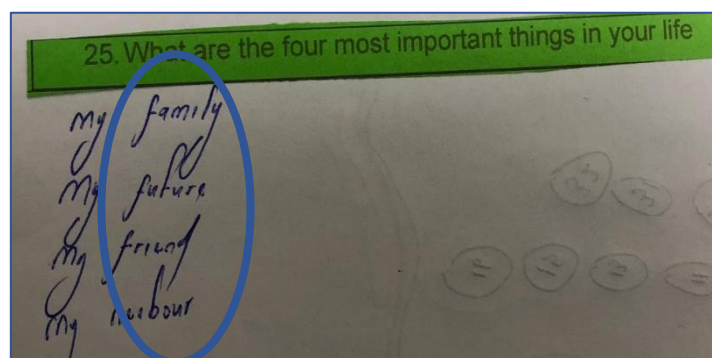 25. What are the four most important things in your life
my family
my future
my friend
my